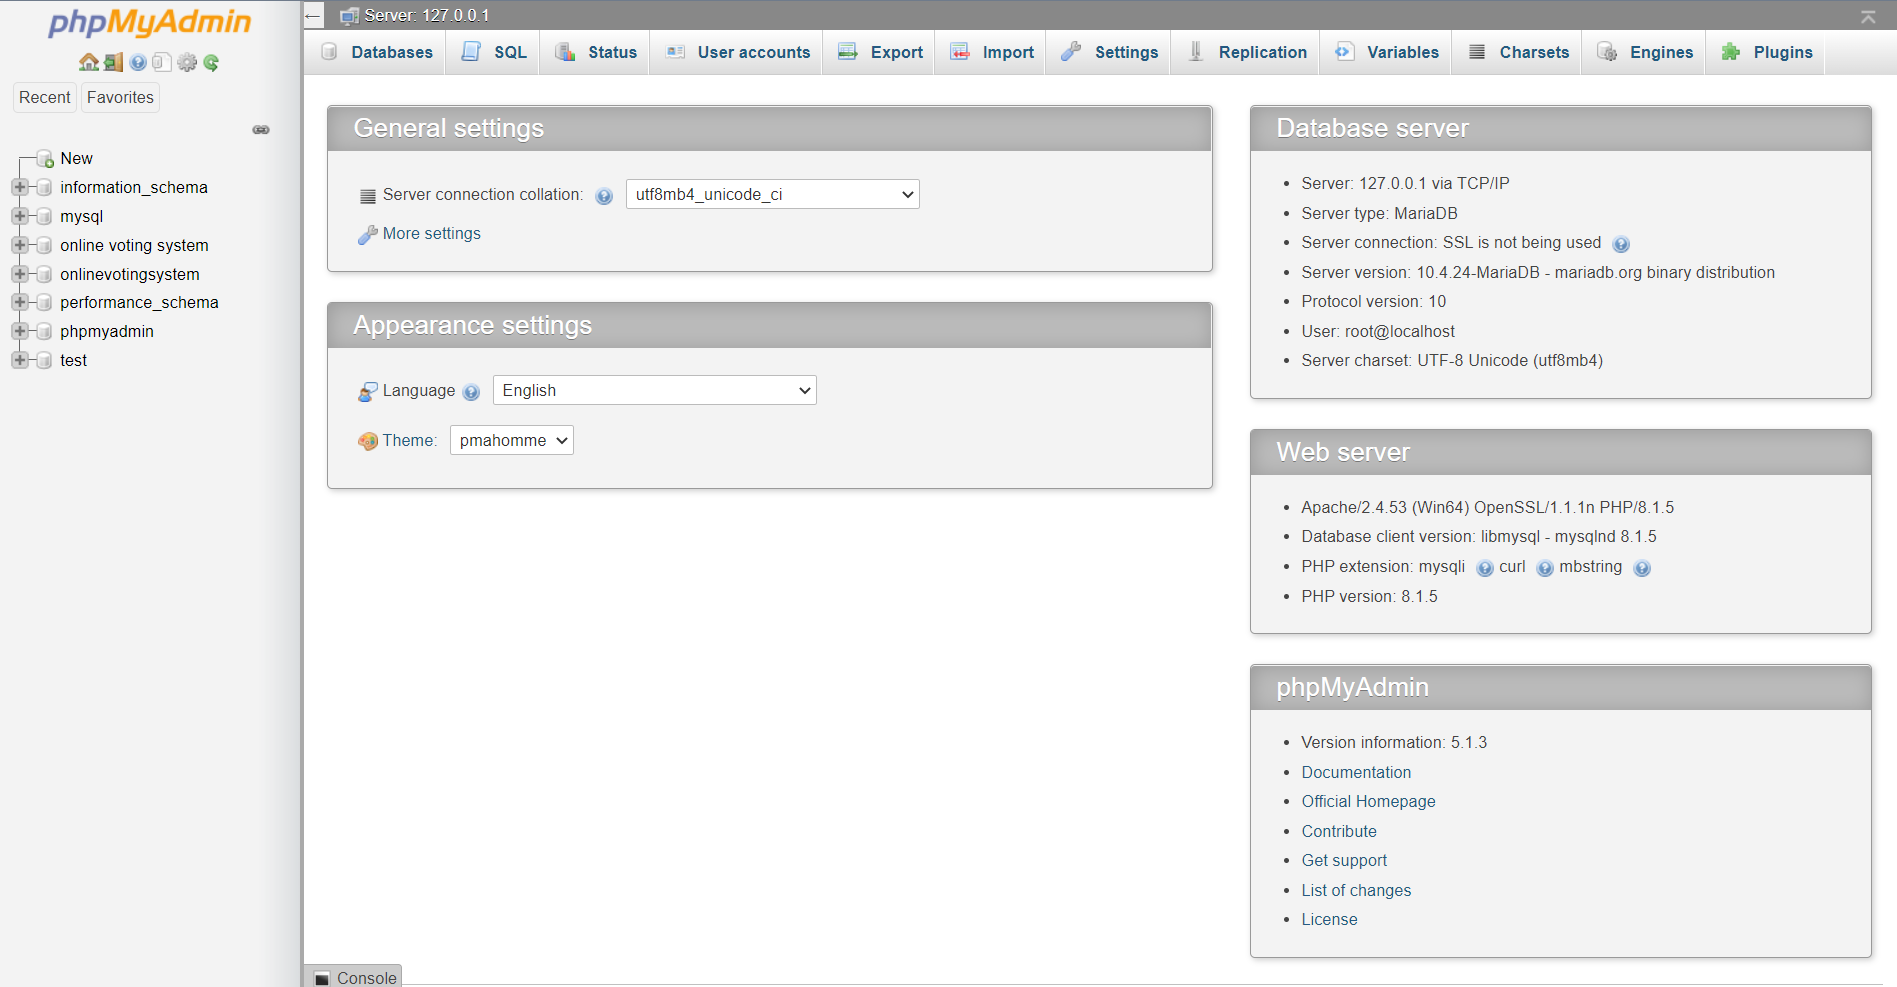 phpMyAdmin
Recent Favorites
New
information_schema
mysql
online voting system
onlinevotingsystem
performance_schema
phpmyadmin
test
Server: 127.0.0.1
Databases SQL Status User accounts Export Import Settings Replication Variables Charsets Engines Plugins
General settings
Server connection collation: utf8mb4_unicode_ci
More settings
Appearance settings
Language English
Theme: pmahomme
Database server
Server: 127.0.0.1 via TCP/IP
Server type: MariaDB
Server connection: SSL is not being used
Server version: 10.4.24-MariaDB - mariadb.org binary distribution
Protocol version: 10
User: root@localhost
Server charset: UTF-8 Unicode (utf8mb4)
Web server
Apache/2.4.53 (Win64) OpenSSL/1.1.1n PHP/8.1.5
Database client version: libmysql - mysqlnd 8.1.5
PHP extension: mysqli curl mbstring
PHP version: 8.1.5
phpMyAdmin
Version information: 5.1.3
Documentation
Official Homepage
Contribute
Get support
List of changes
License
Console